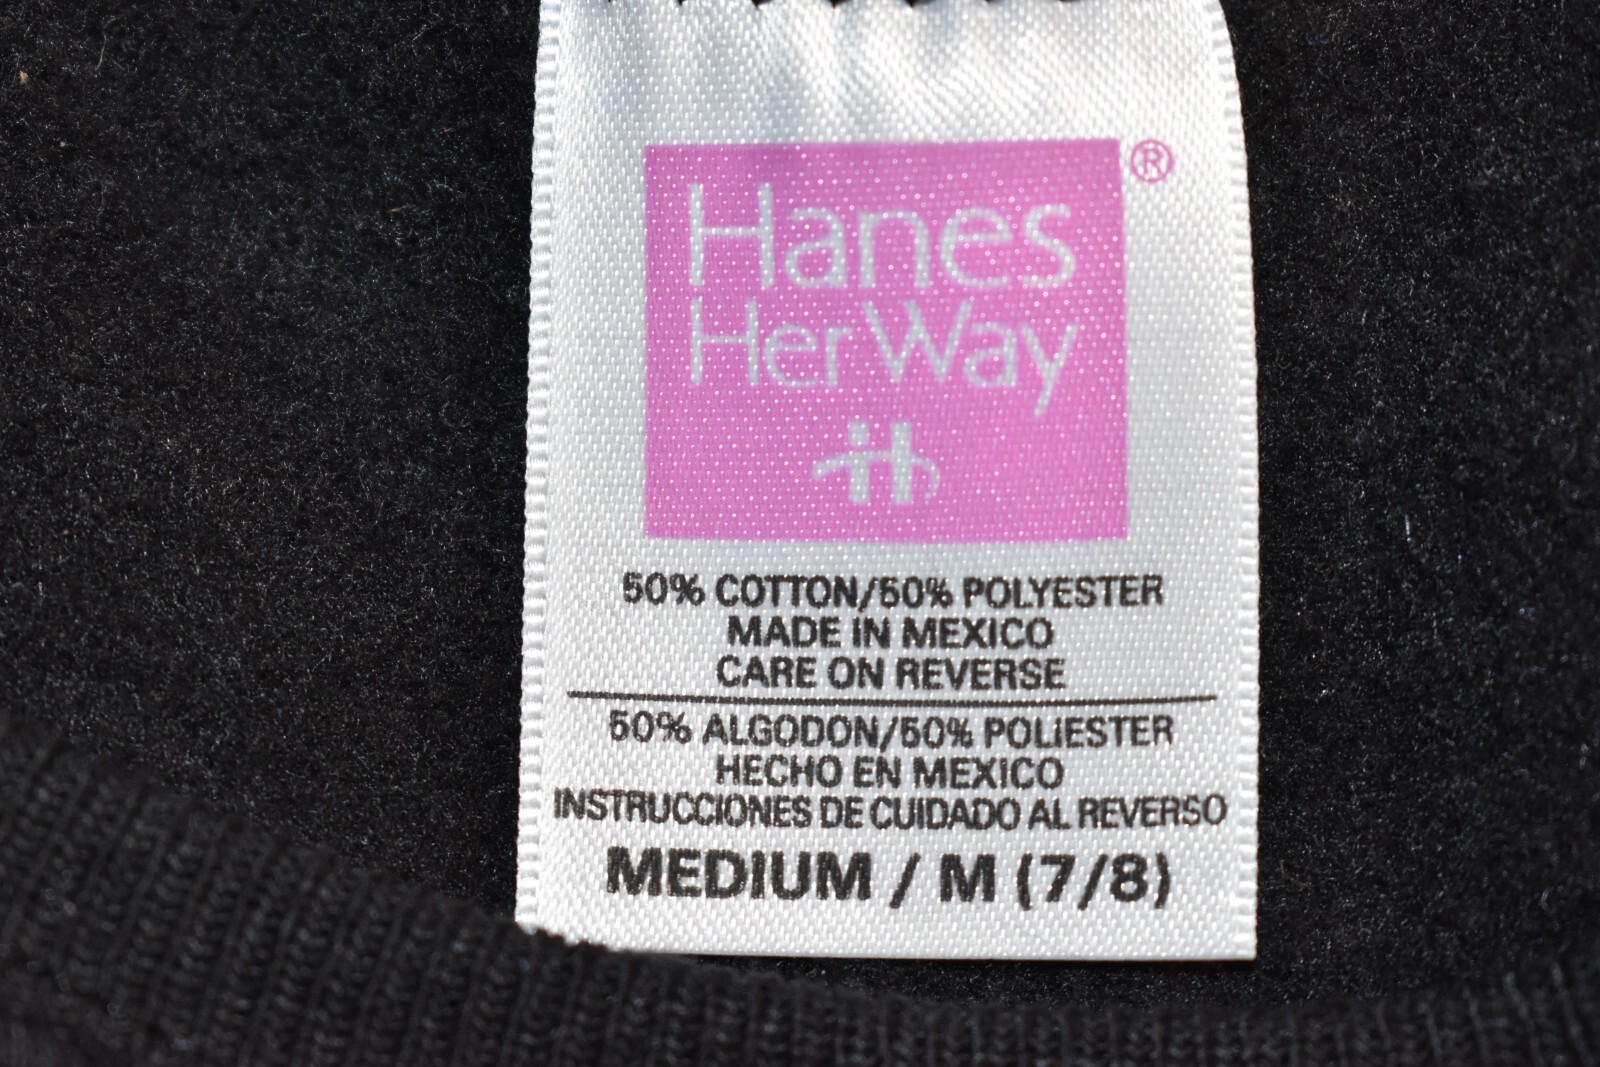 Hanes ®
Her Way
50% COTTON/50% POLYESTER
MADE IN MEXICO
CARE ON REVERSE
50% ALGODON/50% POLIESTER
HECHO EN MEXICO
INSTRUCCIONES DE CUIDADO AL REVERSO
MEDIUM / M (7/8)